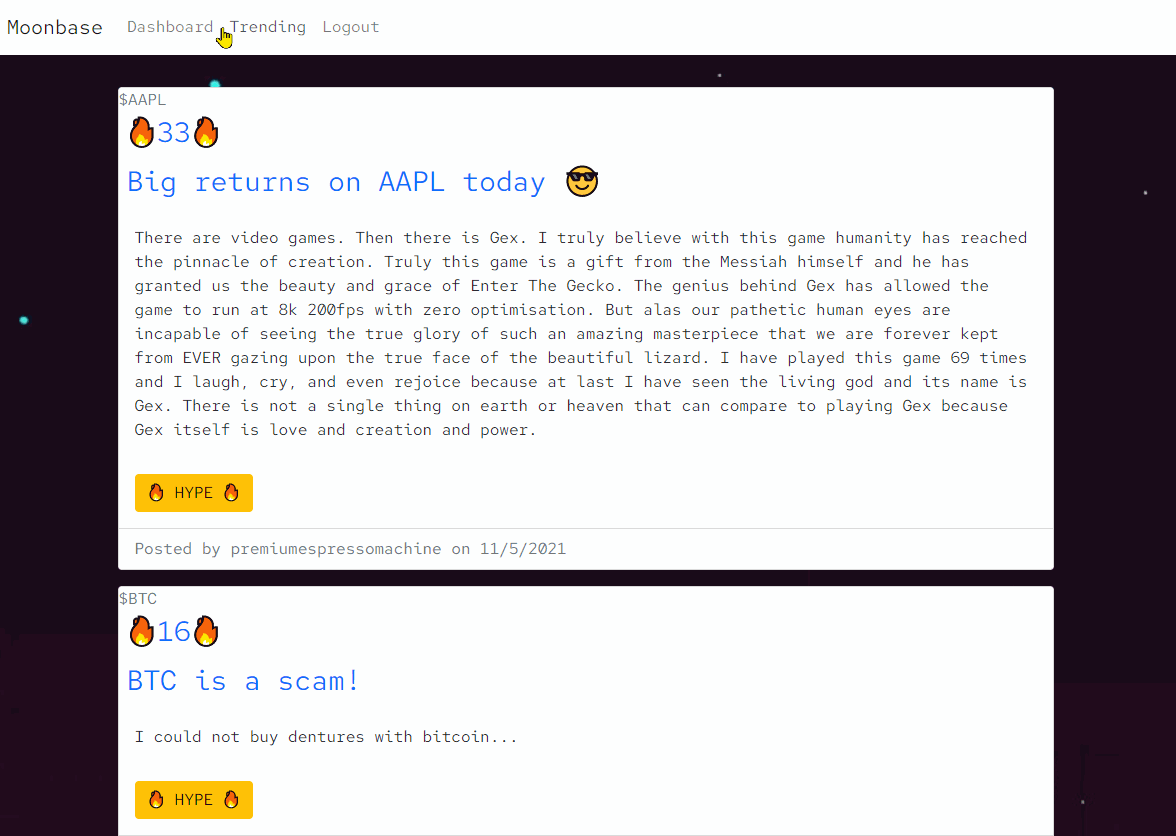 Moonbase Dashboard Trending Logout
$AAPL
🔥33🔥
Big returns on AAPL today 😎
There are video games. Then there is Gex. I truly believe with this game humanity has reached
the pinnacle of creation. Truly this game is a gift from the Messiah himself and he has
granted us the beauty and grace of Enter The Gecko. The genius behind Gex has allowed the
game to run at 8k 200fps with zero optimisation. But alas our pathetic human eyes are
incapable of seeing the true glory of such an amazing masterpiece that we are forever kept
from EVER gazing upon the true face of the beautiful lizard. I have played this game 69 times
and I laugh, cry, and even rejoice because at last I have seen the living god and its name is
Gex. There is not a single thing on earth or heaven that can compare to playing Gex because
Gex itself is love and creation and power.
🔥 HYPE 🔥
Posted by premiumespressomachine on 11/5/2021
$BTC
🔥16🔥
BTC is a scam!
I could not buy dentures with bitcoin...
🔥 HYPE 🔥